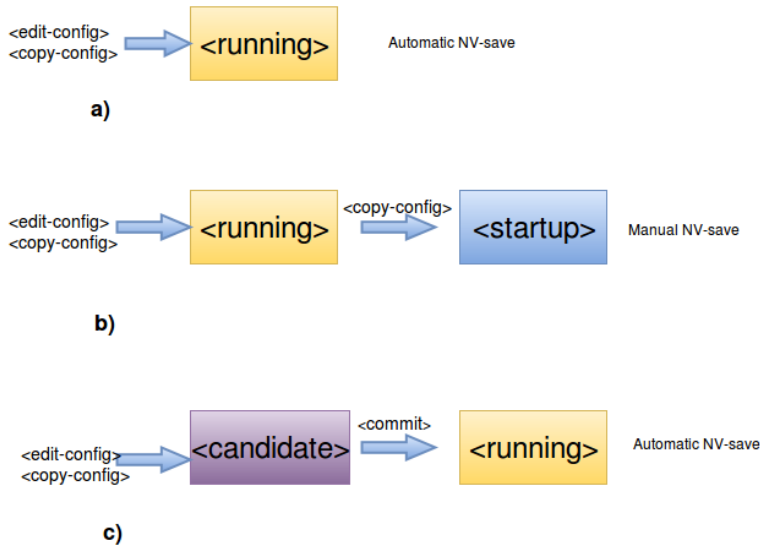 <edit-config>
<copy-config>
<running>
Automatic NV-save
a)
<edit-config>
<copy-config>
<running>
<copy-config>
<startup>
Manual NV-save
b)
<edit-config>
<copy-config>
<candidate>
<commit>
<running>
Automatic NV-save
c)